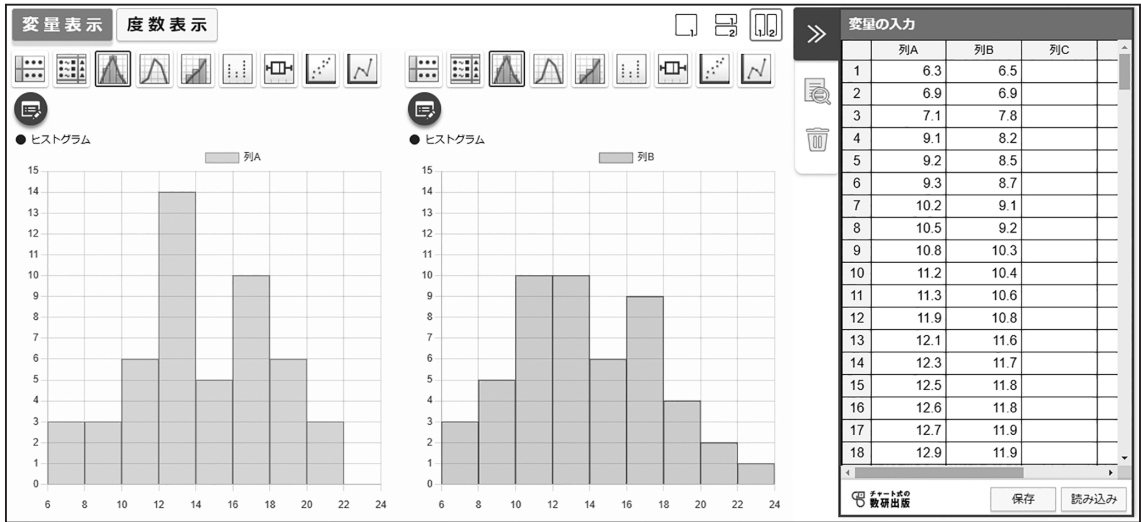 変量表示 度数表示
1
1
2
1 2
● ヒストグラム
列A
15
14
13
12
11
10
9
8
7
6
5
4
3
2
1
0
6 8 10 12 14 16 18 20 22 24
● ヒストグラム
列B
15
14
13
12
11
10
9
8
7
6
5
4
3
2
1
0
6 8 10 12 14 16 18 20 22 24
変量の入力
列A 列B 列C
1 6.3 6.5
2 6.9 6.9
3 7.1 7.8
4 9.1 8.2
5 9.2 8.5
6 9.3 8.7
7 10.2 9.1
8 10.5 9.2
9 10.8 10.3
10 11.2 10.4
11 11.3 10.6
12 11.9 10.8
13 12.1 11.6
14 12.3 11.7
15 12.5 11.8
16 12.6 11.8
17 12.7 11.9
18 12.9 11.9
チャート式の
数研出版
保存 読み込み